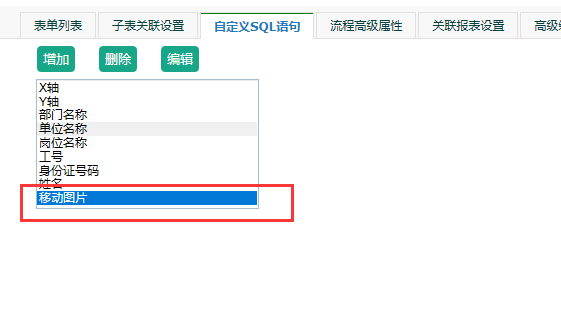 表单列表 子表关联设置 自定义SQL语句 流程高级属性 关联报表设置 高级
增加 删除 编辑
X轴
Y轴
部门名称
单位名称
岗位名称
工号
身份证号码
姓名
移动图片